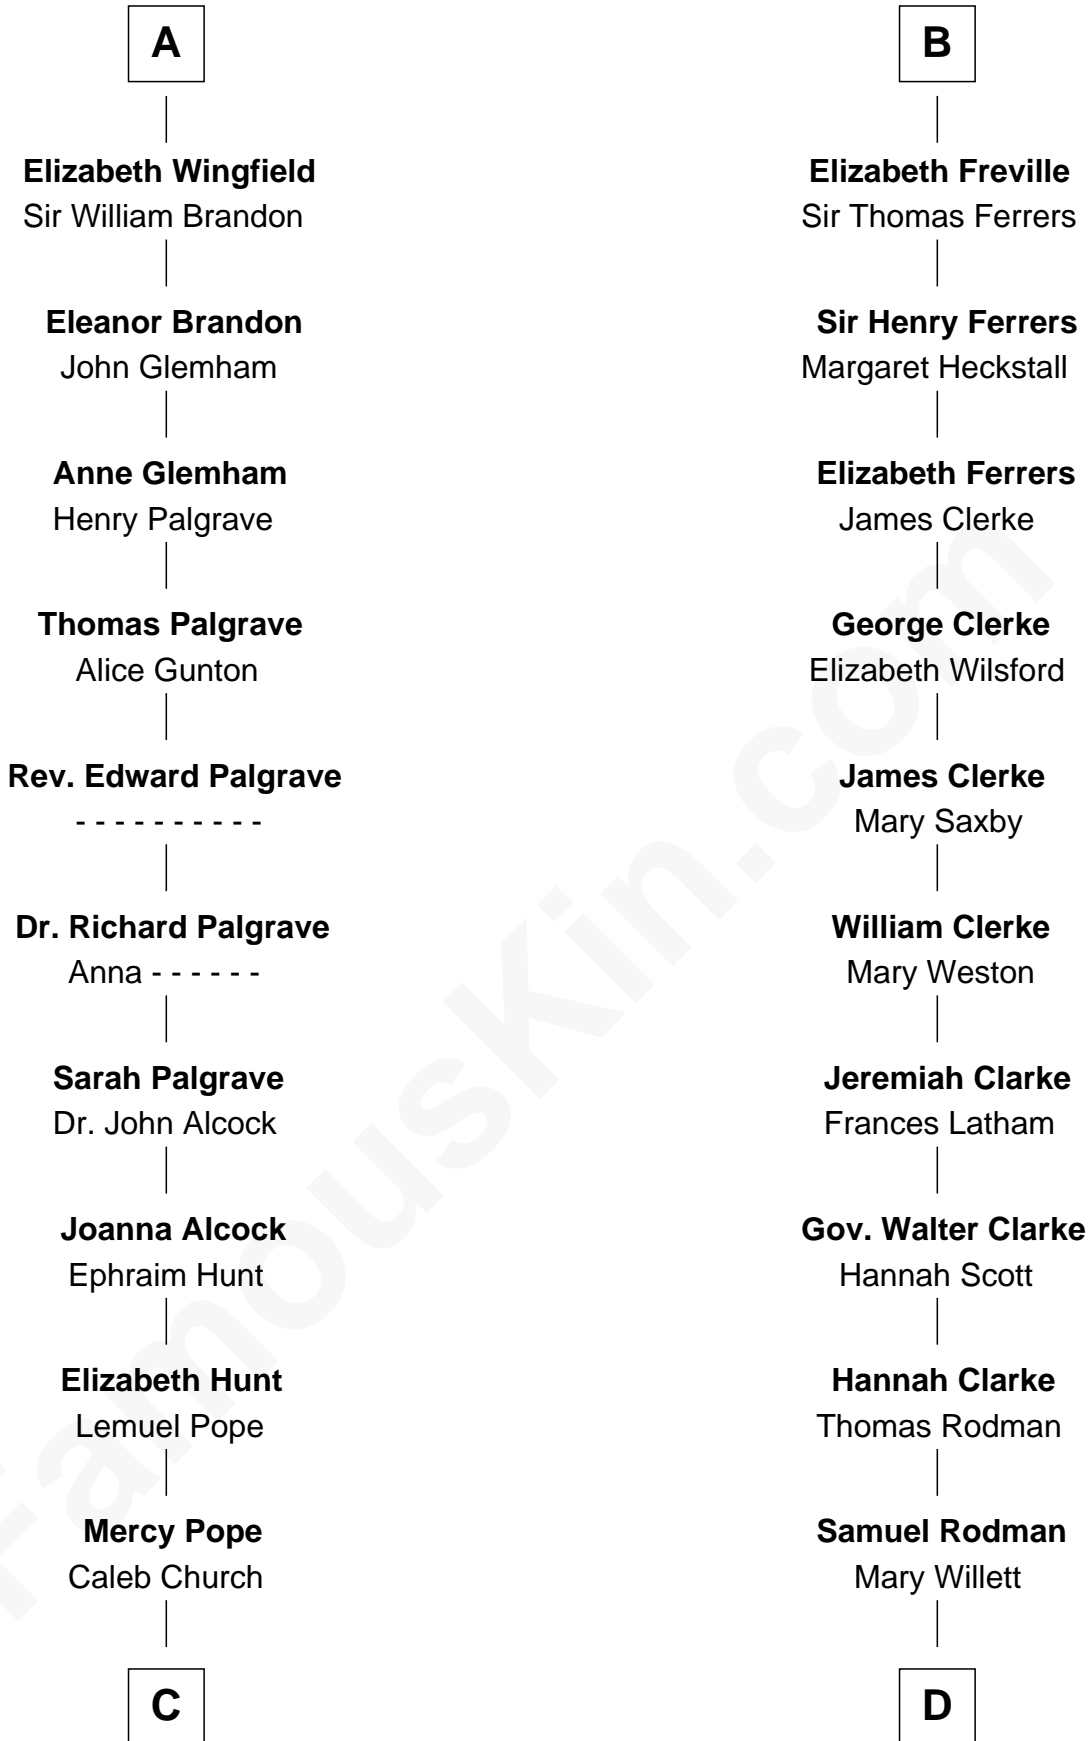 A
Elizabeth Wingfield
Sir William Brandon
Eleanor Brandon
John Glemham
Anne Glemham
Henry Palgrave
Thomas Palgrave
Alice Gunton
Rev. Edward Palgrave
- - - - - - - - - -
Dr. Richard Palgrave
Anna - - - - - -
Sarah Palgrave
Dr. John Alcock
Joanna Alcock
Ephraim Hunt
Elizabeth Hunt
Lemuel Pope
Mercy Pope
Caleb Church
C
B
Elizabeth Freville
Sir Thomas Ferrers
Sir Henry Ferrers
Margaret Heckstall
Elizabeth Ferrers
James Clerke
George Clerke
Elizabeth Wilsford
James Clerke
Mary Saxby
William Clerke
Mary Weston
Jeremiah Clarke
Frances Latham
Gov. Walter Clarke
Hannah Scott
Hannah Clarke
Thomas Rodman
Samuel Rodman
Mary Willett
D
FamousKin.com